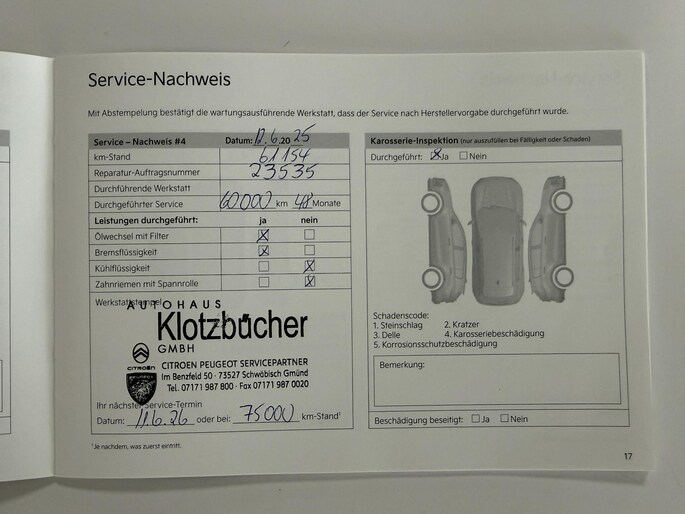 Service-Nachweis
Mit Abstempelung bestätigt die wartungsausführende Werkstatt, dass der Service nach Herstellervorgabe durchgeführt wurde.
Service – Nachweis #4 Datum: 12.6.2025
km-Stand 61154
Reparatur-Auftragsnummer 23535
Durchführende Werkstatt
Durchgeführter Service 60000 km 48 Monate
Leistungen durchgeführt: ja nein
Ölwechsel mit Filter
Bremsflüssigkeit
Kühlflüssigkeit
Zahnriemen mit Spannrolle
Werkstattstempel
AUTOHAUS
Klotzbücher
GMBH
CITROËN
PEUGEOT
CITROËN PEUGEOT SERVICEPARTNER
Im Benzfeld 50 · 73527 Schwäbisch Gmünd
Tel. 07171 987 800 · Fax 07171 987 0020
Ihr nächster Service-Termin
Datum: 11.6.26 oder bei: 75000 km-Stand¹
¹Je nachdem, was zuerst eintritt.
Karosserie-Inspektion (nur auszufüllen bei Fälligkeit oder Schaden)
Durchgeführt: Ja Nein
Schadenscode:
1. Steinschlag 2. Kratzer
3. Delle 4. Karosseriebeschädigung
5. Korrosionsschutzbeschädigung
Bemerkung:
Beschädigung beseitigt: Ja Nein
17